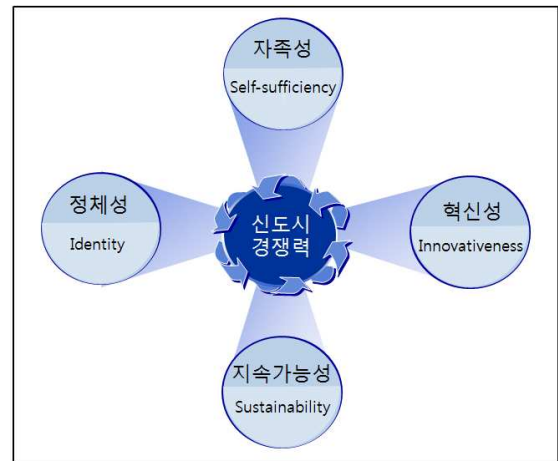 자족성
Self-sufficiency
정체성
Identity
신도시
경쟁력
혁신성
Innovativeness
지속가능성
Sustainability